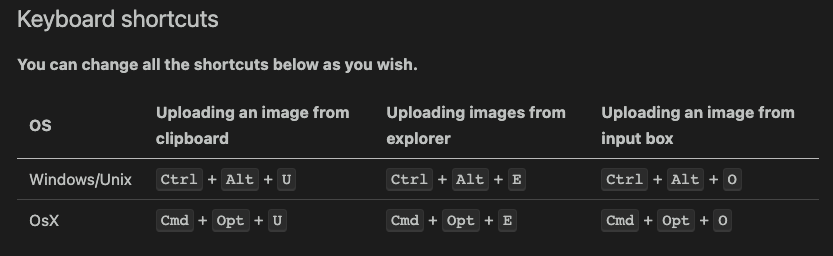 Keyboard shortcuts
You can change all the shortcuts below as you wish.
OS Uploading an image from clipboard Uploading images from explorer Uploading an image from input box
Windows/Unix Ctrl + Alt + U Ctrl + Alt + E Ctrl + Alt + O
OsX Cmd + Opt + U Cmd + Opt + E Cmd + Opt + O